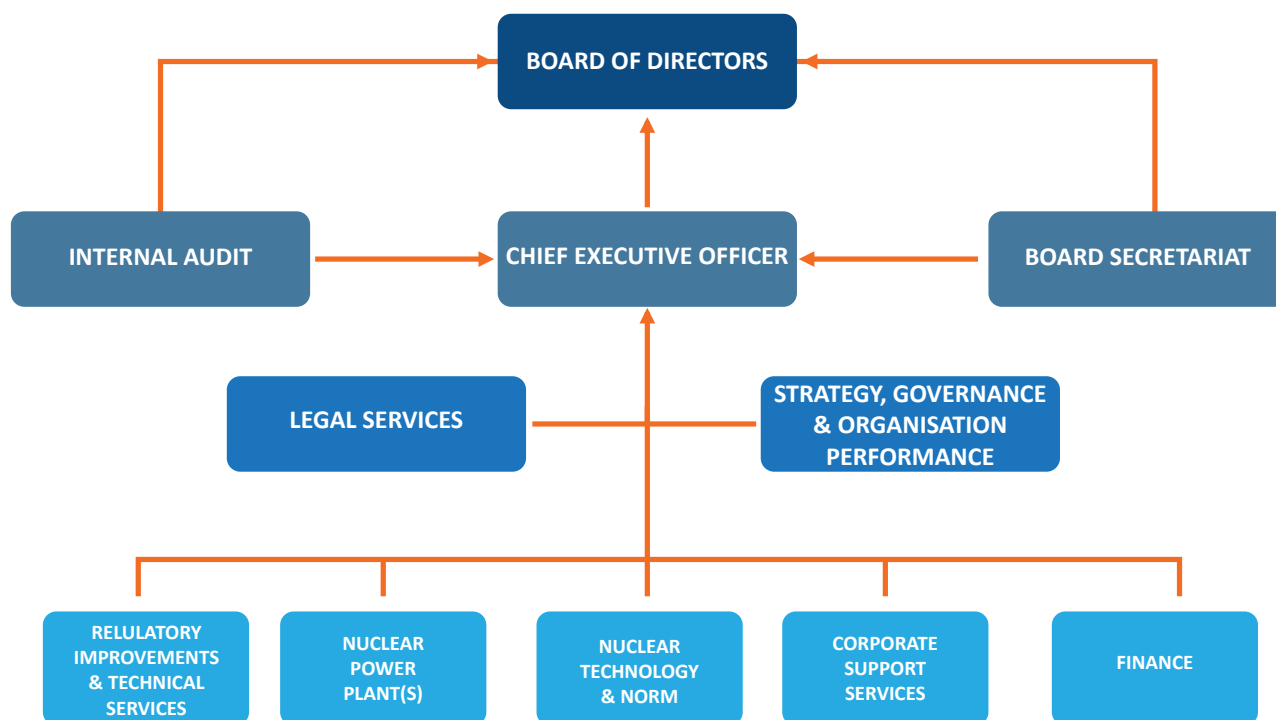 BOARD OF DIRECTORS
INTERNAL AUDIT
CHIEF EXECUTIVE OFFICER
BOARD SECRETARIAT
LEGAL SERVICES
STRATEGY, GOVERNANCE
& ORGANISATION
PERFORMANCE
RELULATORY
IMPROVEMENTS
& TECHNICAL
SERVICES
NUCLEAR
POWER
PLANT(S)
NUCLEAR
TECHNOLOGY
& NORM
CORPORATE
SUPPORT
SERVICES
FINANCE